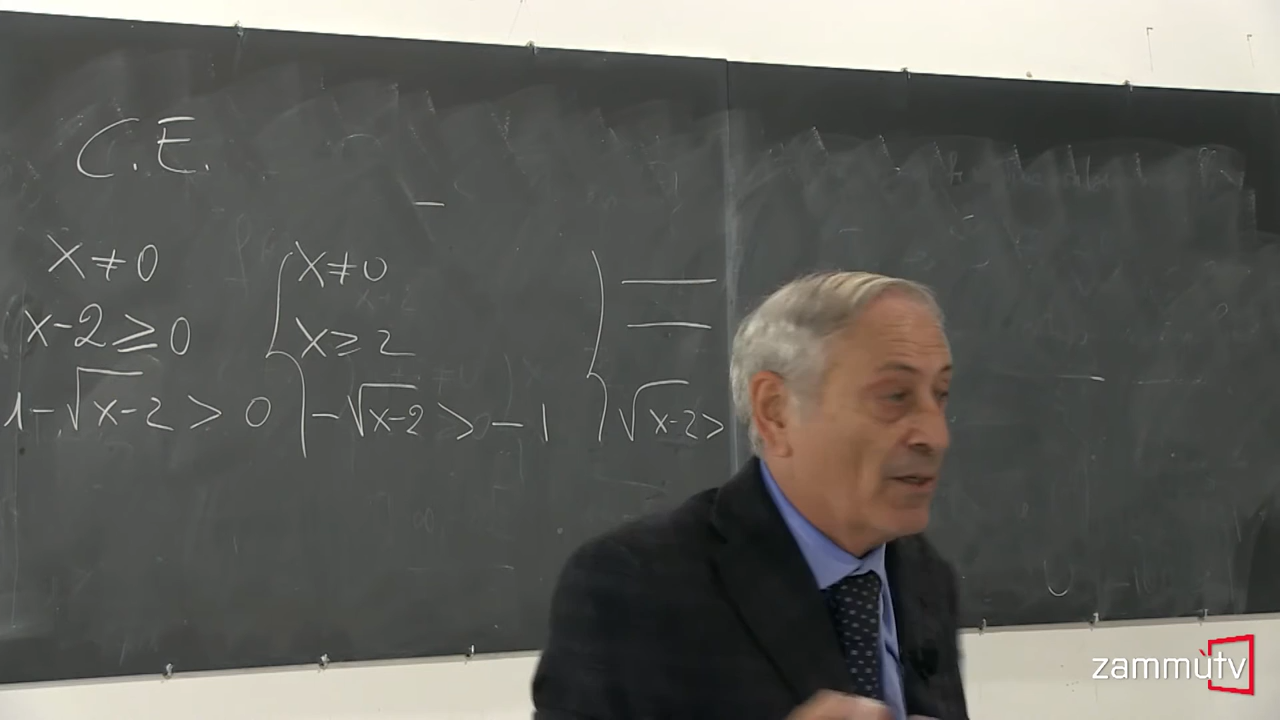 C.E.
x≠0
x-2≥0
1-√x-2 > 0
x≠0
x≥2
-√x-2 > -1
√x-2 >
zammùtv